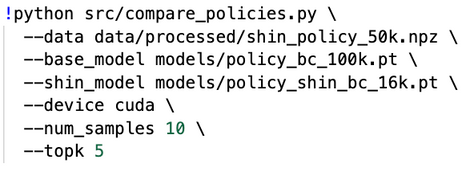 !python src/compare_policies.py \
--data data/processed/shin_policy_50k.npz \
--base_model models/policy_bc_100k.pt \
--shin_model models/policy_shin_bc_16k.pt \
--device cuda \
--num_samples 10 \
--topk 5